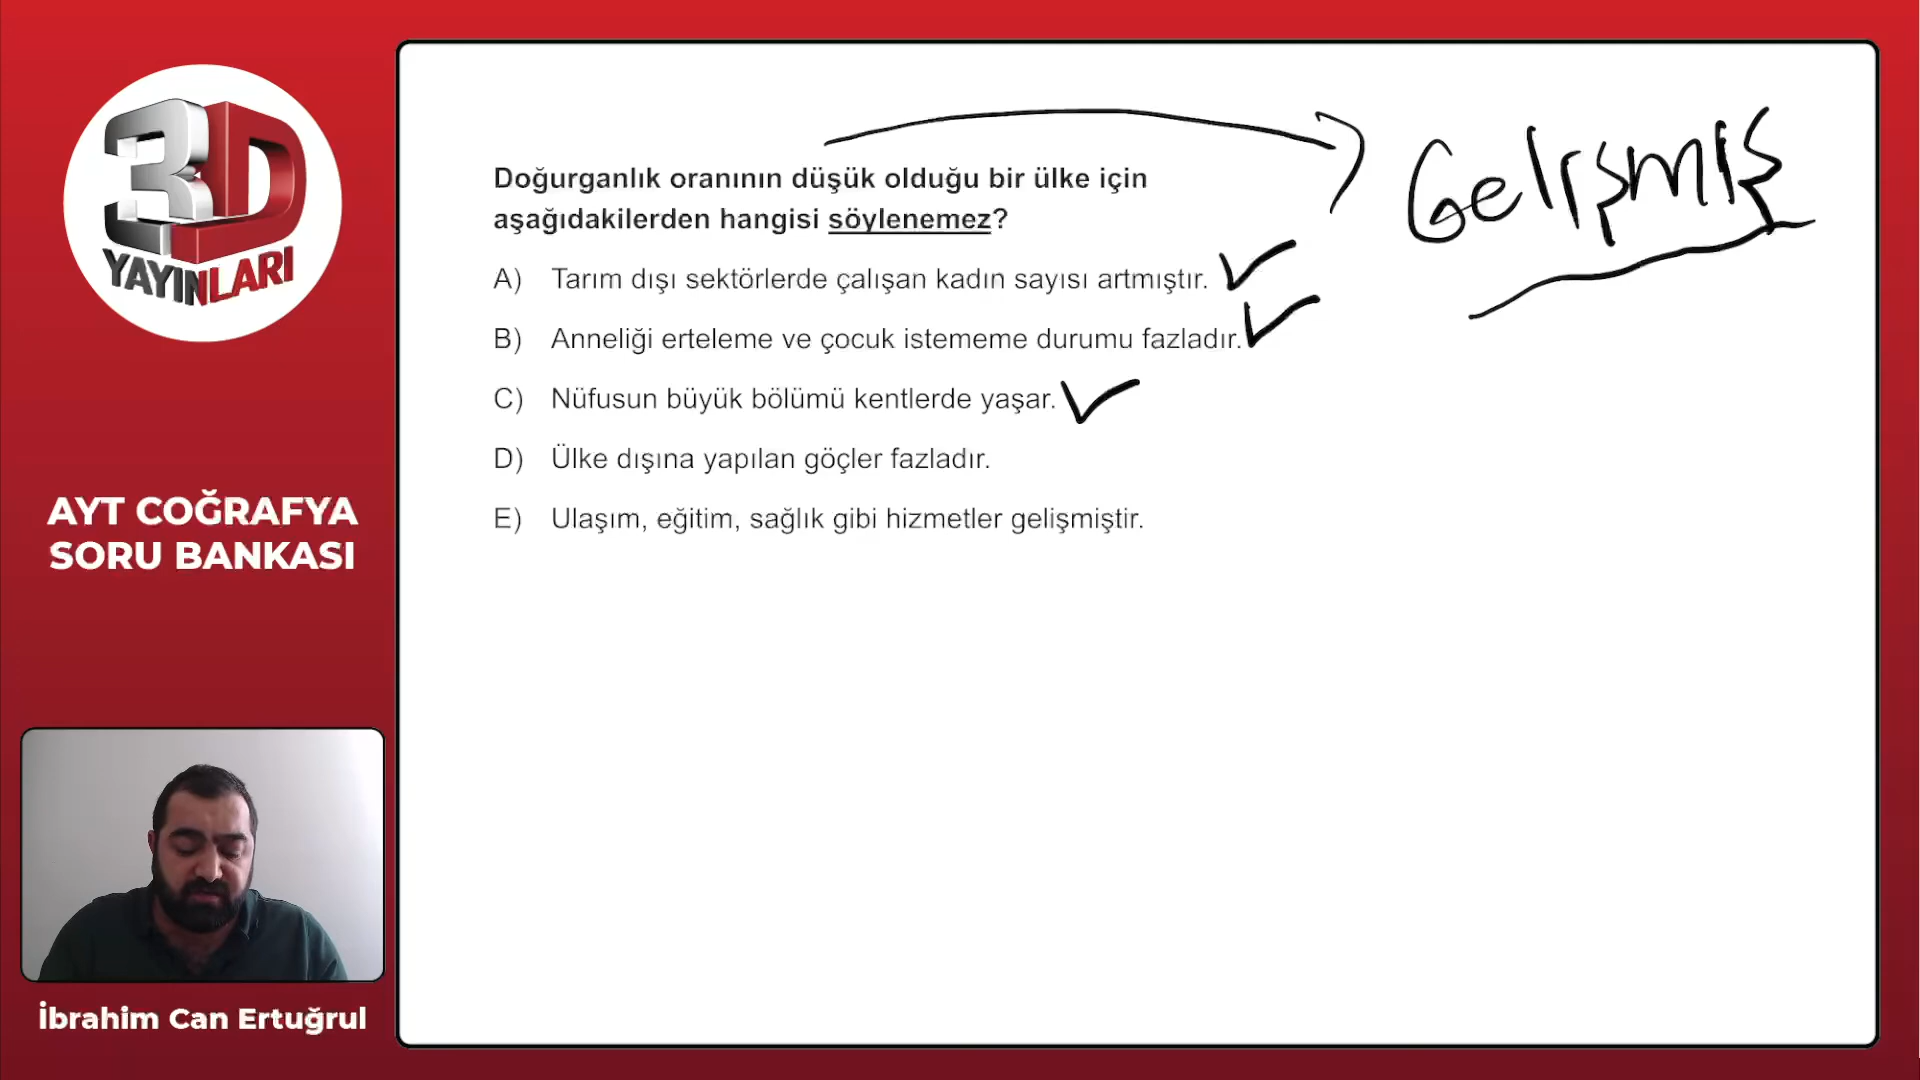 3D
YAYINLARI
AYT COĞRAFYA
SORU BANKASI
İbrahim Can Ertuğrul
Gelişmiş
Doğurganlık oranının düşük olduğu bir ülke için
aşağıdakilerden hangisi söylenemez?
A) Tarım dışı sektörlerde çalışan kadın sayısı artmıştır.
B) Anneliği erteleme ve çocuk istememe durumu fazladır.
C) Nüfusun büyük bölümü kentlerde yaşar.
D) Ülke dışına yapılan göçler fazladır.
E) Ulaşım, eğitim, sağlık gibi hizmetler gelişmiştir.